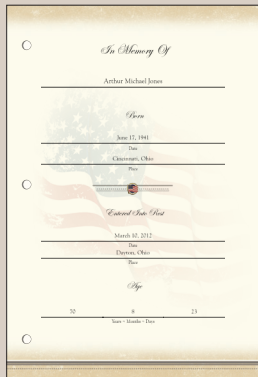 In Memory Of
Arthur Michael Jones
Born
June 17, 1941
Date
Cincinnati, Ohio
Place
Entered Into Rest
March 10, 2012
Date
Dayton, Ohio
Place
Age
70 8 23
Years • Months • Days